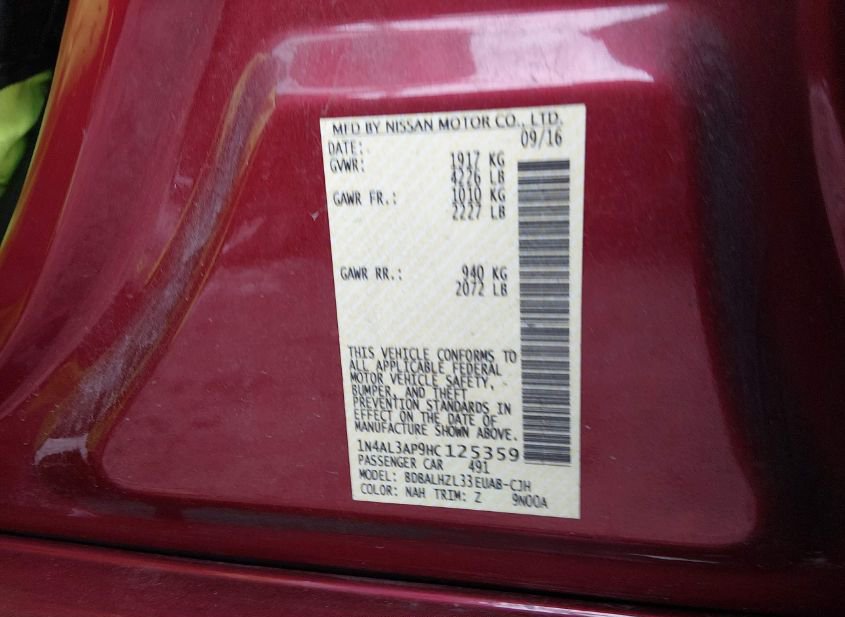 MFD BY NISSAN MOTOR CO., LTD.
DATE: 09/16
GVWR: 1917 KG
4226 LB
GAWR FR.: 1010 KG
2227 LB
GAWR RR.: 940 KG
2072 LB
THIS VEHICLE CONFORMS TO
ALL APPLICABLE FEDERAL
MOTOR VEHICLE SAFETY,
BUMPER, AND THEFT
PREVENTION STANDARDS IN
EFFECT ON THE DATE OF
MANUFACTURE SHOWN ABOVE.
1N4AL3AP9HC125359
PASSENGER CAR 491
MODEL: BDBALHZL33EUAB-CJH
COLOR: NAH TRIM: Z 9N00A